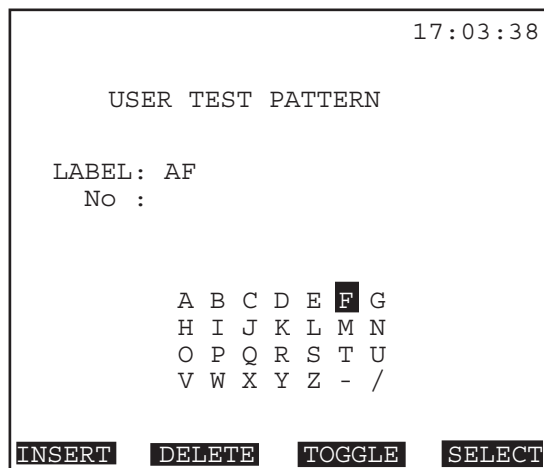 17:03:38
USER TEST PATTERN
LABEL: AF
No :
A B C D E F G
H I J K L M N
O P Q R S T U
V W X Y Z - /
INSERT DELETE TOGGLE SELECT